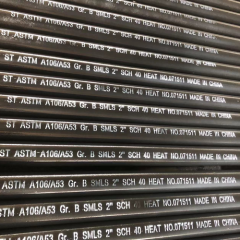 ASTM A106/A53 Gr. B SMLS 2" SCH 40 HEAT NO.071511 MADE IN CHINA
ST ASTM A106/A53 Gr. B SMLS 2" SCH 40 HEAT NO.071511 MADE IN CHINA
ST ASTM A106/A53 Gr. B SMLS 2" SCH 40 HEAT NO.071511 MADE IN CHINA
ST ASTM A106/A53 Gr. B SMLS 2" SCH 40 HEAT NO.071511 MADE IN CHINA
ST ASTM A106/A53 Gr. B SMLS 2" SCH 40 HEAT NO.071511 MADE IN CHINA
ST ASTM A106/A53 Gr. B SMLS 2" SCH 40 HEAT NO.071511 MADE IN CHINA
ASTM A106/A53 Gr. B SMLS 2" SCH 40 HEAT NO.071511 MADE IN CHINA
ASTM A106/A53 Gr. B SMLS 2" SCH 40 HEAT NO.071511 MADE IN CHINA